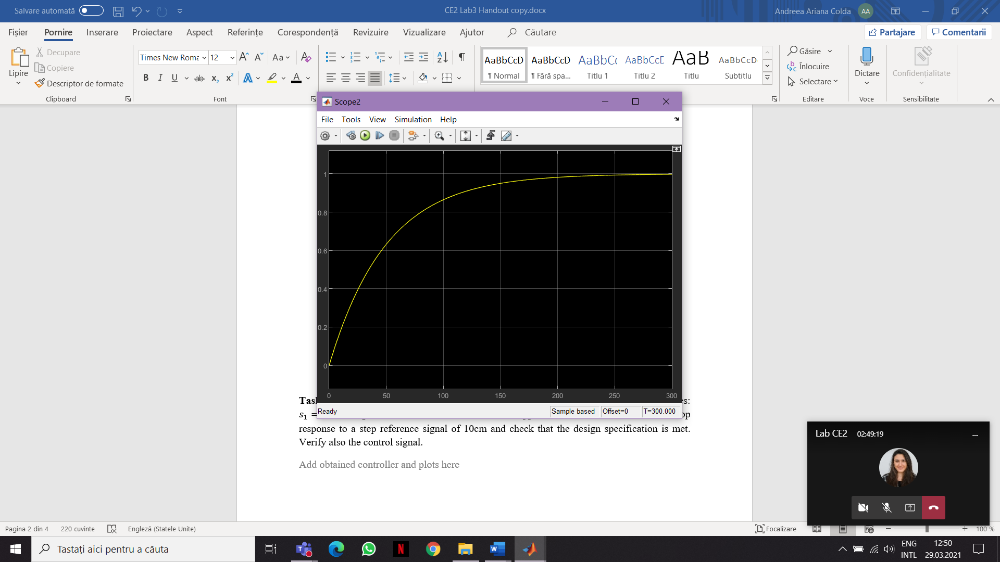 Salvare automată
CE2 Lab3 Handout copy.docx
Andreea Ariana Colda
AA
Fișier Pornire Inserare Proiectare Aspect Referințe Corespondență Revizuire Vizualizare Ajutor Căutare
Partajare Comentarii
Lipire
Decupare
Copiere
Descriptor de formate
Clipboard
Times New Roma 12
Font
AaBbCcD
¶ Normal
AaBbCcD
¶ Fără spa...
AaBbC
Titlu 1
AaBbCcE
Titlu 2
AaB
Titlu
AaBbCcD
Subtitlu
Găsire
Înlocuire
Selectare
Editare
Dictare
Voce
Confidențialitate
Sensibilitate
Scope2
File Tools View Simulation Help
1
0.8
0.6
0.4
0.2
0
0 50 100 150 200 250 300
Ready Sample based Offset=0 T=300.000
s₁ =
response to a step reference signal of 10cm and check that the design specification is met.
Verify also the control signal.
Add obtained controller and plots here
Lab CE2 02:49:19
Pagina 2 din 4 220 cuvinte Engleză (Statele Unite)
Focalizare 100 %
Tastați aici pentru a căuta
ENG
INTL
12:50
29.03.2021